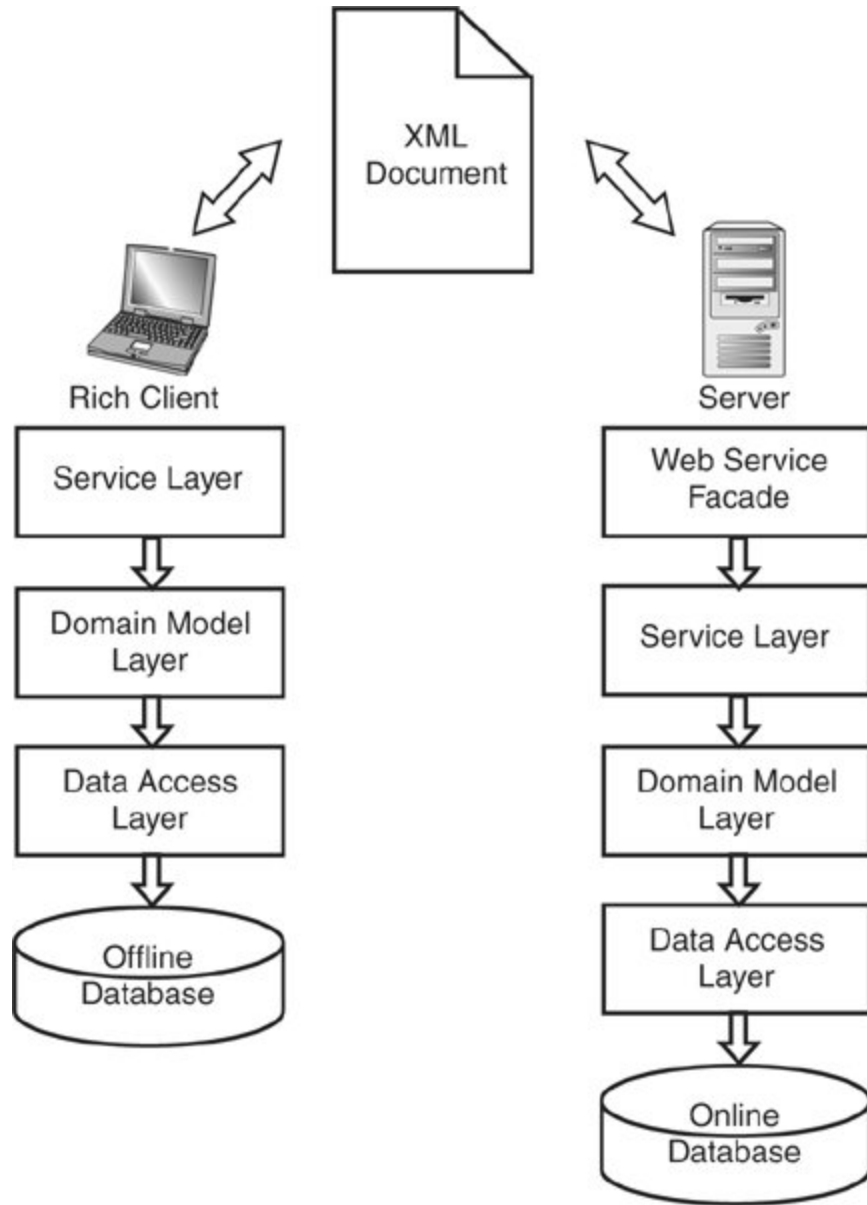 XML
Document
Rich Client
Server
Service Layer
Web Service
Facade
Domain Model
Layer
Service Layer
Data Access
Layer
Domain Model
Layer
Offline
Database
Data Access
Layer
Online
Database